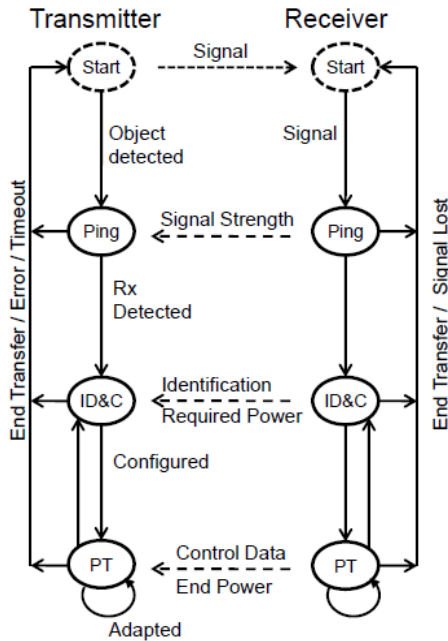 Transmitter
Receiver
Start
Signal
Start
Object
detected
Signal
Ping
Signal Strength
Ping
Rx
Detected
ID&C
Identification
Required Power
ID&C
Configured
PT
Control Data
End Power
PT
Adapted
End Transfer / Error / Timeout
End Transfer / Signal Lost